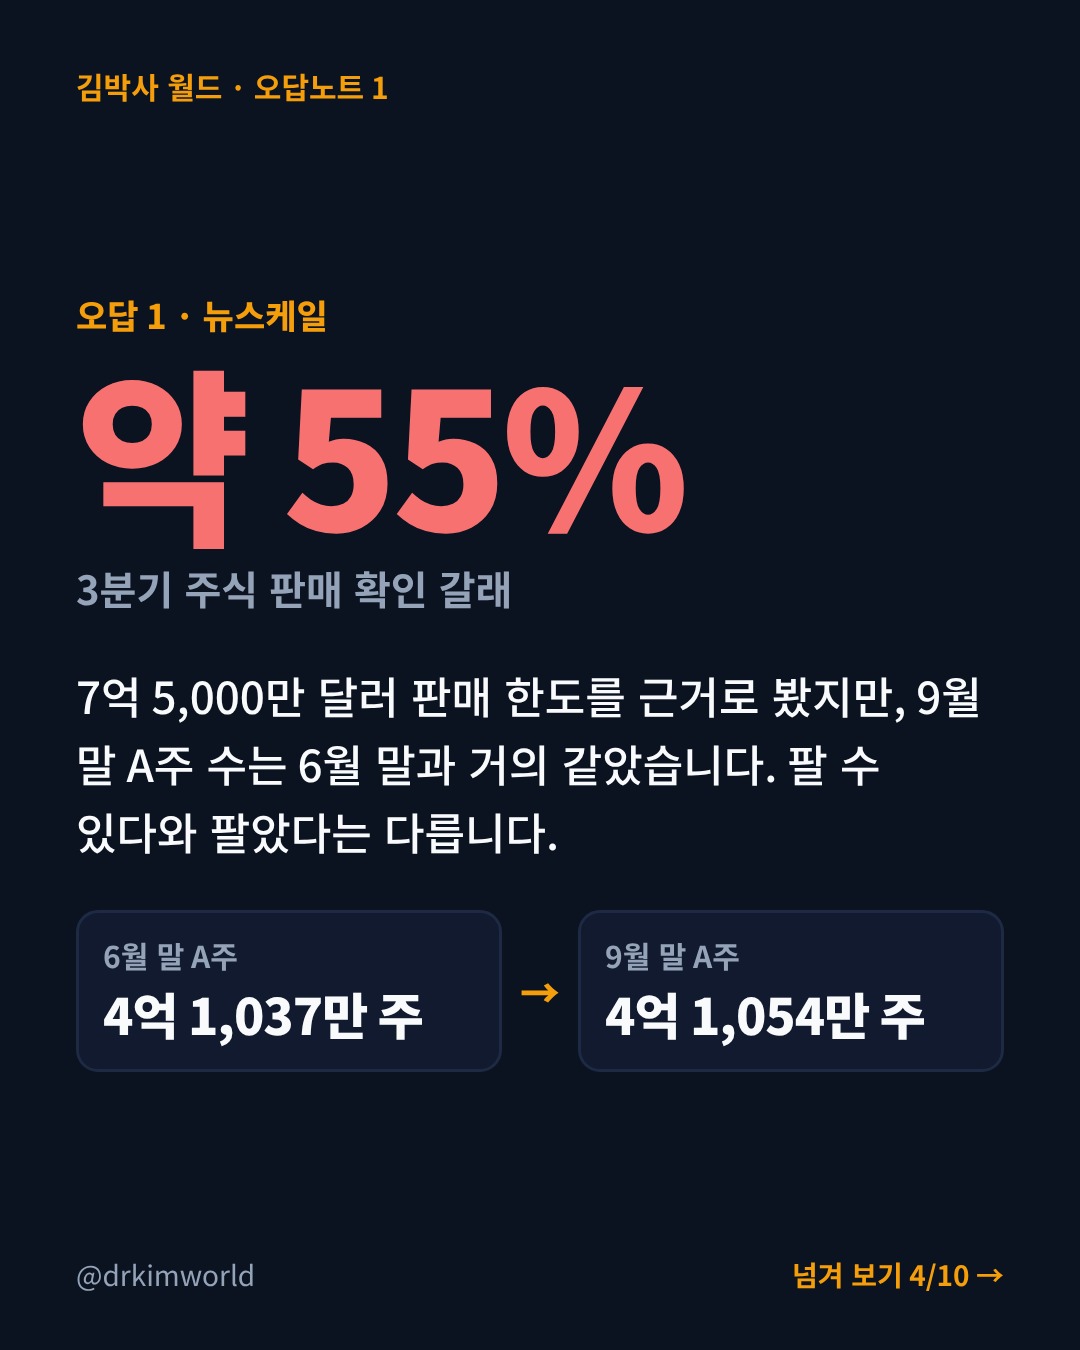 김박사 월드 · 오답노트 1
오답 1 · 뉴스케일
약 55%
3분기 주식 판매 확인 갈래
7억 5,000만 달러 판매 한도를 근거로 봤지만, 9월
말 A주 수는 6월 말과 거의 같았습니다. 팔 수
있다와 팔았다는 다릅니다.
6월 말 A주
4억 1,037만 주
→
9월 말 A주
4억 1,054만 주
@drkimworld
넘겨 보기 4/10 →